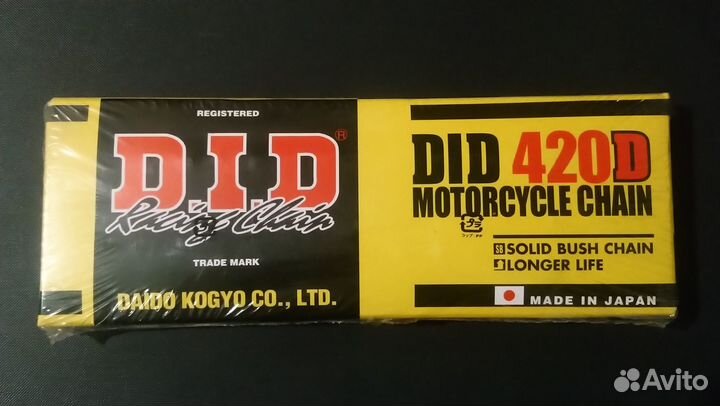 REGISTERED
D.I.D®
Racing Chain
TRADE MARK
DAIDO KOGYO CO., LTD.
DID 420D
MOTORCYCLE CHAIN
SB SOLID BUSH CHAIN
LONGER LIFE
MADE IN JAPAN
Avito